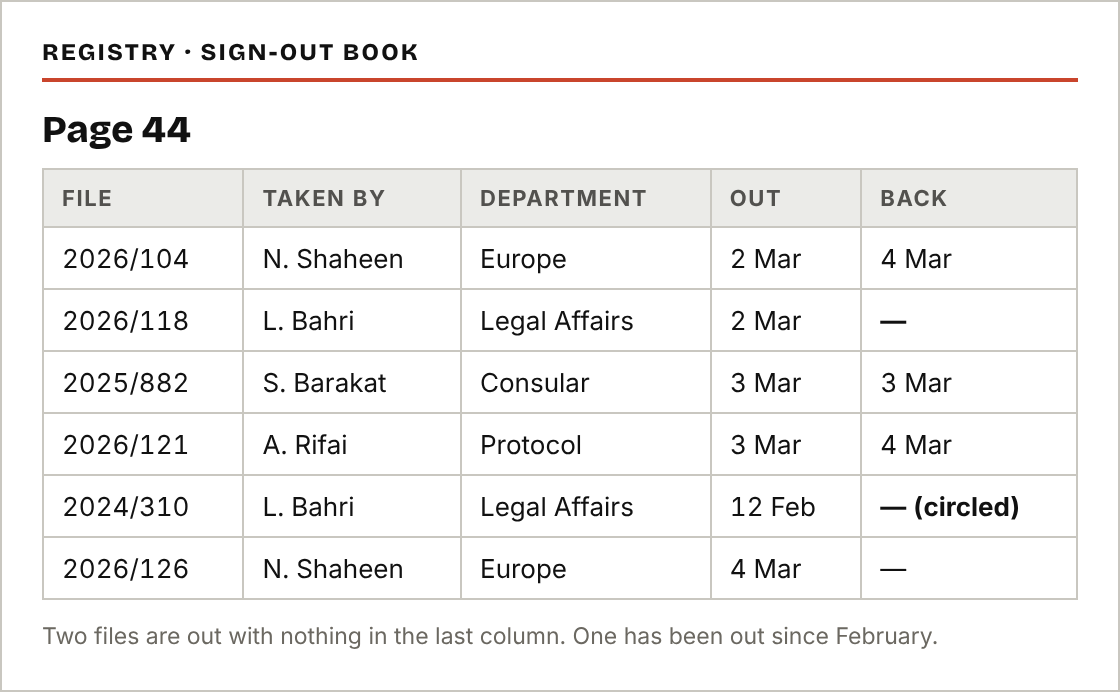 REGISTRY · SIGN-OUT BOOK
Page 44
FILE TAKEN BY DEPARTMENT OUT BACK
2026/104 N. Shaheen Europe 2 Mar 4 Mar
2026/118 L. Bahri Legal Affairs 2 Mar —
2025/882 S. Barakat Consular 3 Mar 3 Mar
2026/121 A. Rifai Protocol 3 Mar 4 Mar
2024/310 L. Bahri Legal Affairs 12 Feb — (circled)
2026/126 N. Shaheen Europe 4 Mar —
Two files are out with nothing in the last column. One has been out since February.